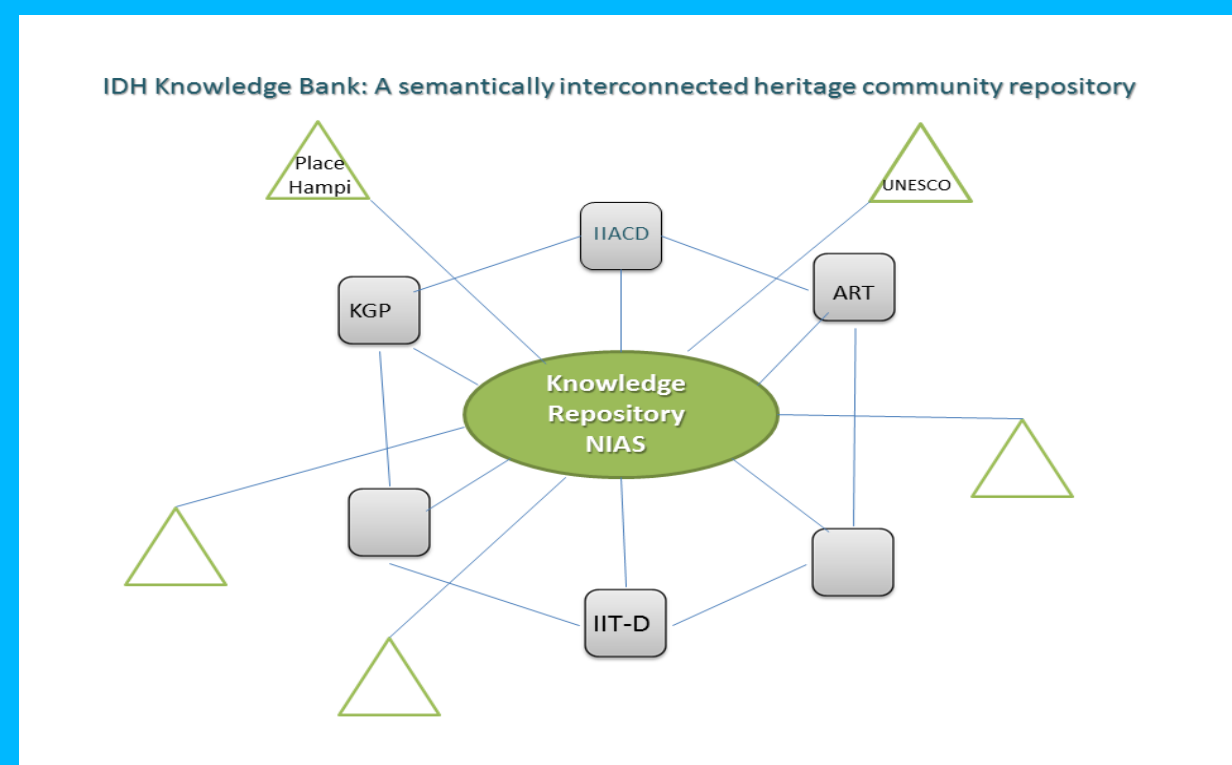 IDH Knowledge Bank: A semantically interconnected heritage community repository
Place
Hampi
UNESCO
IIACD
ART
KGP
Knowledge
Repository
NIAS
IIT-D